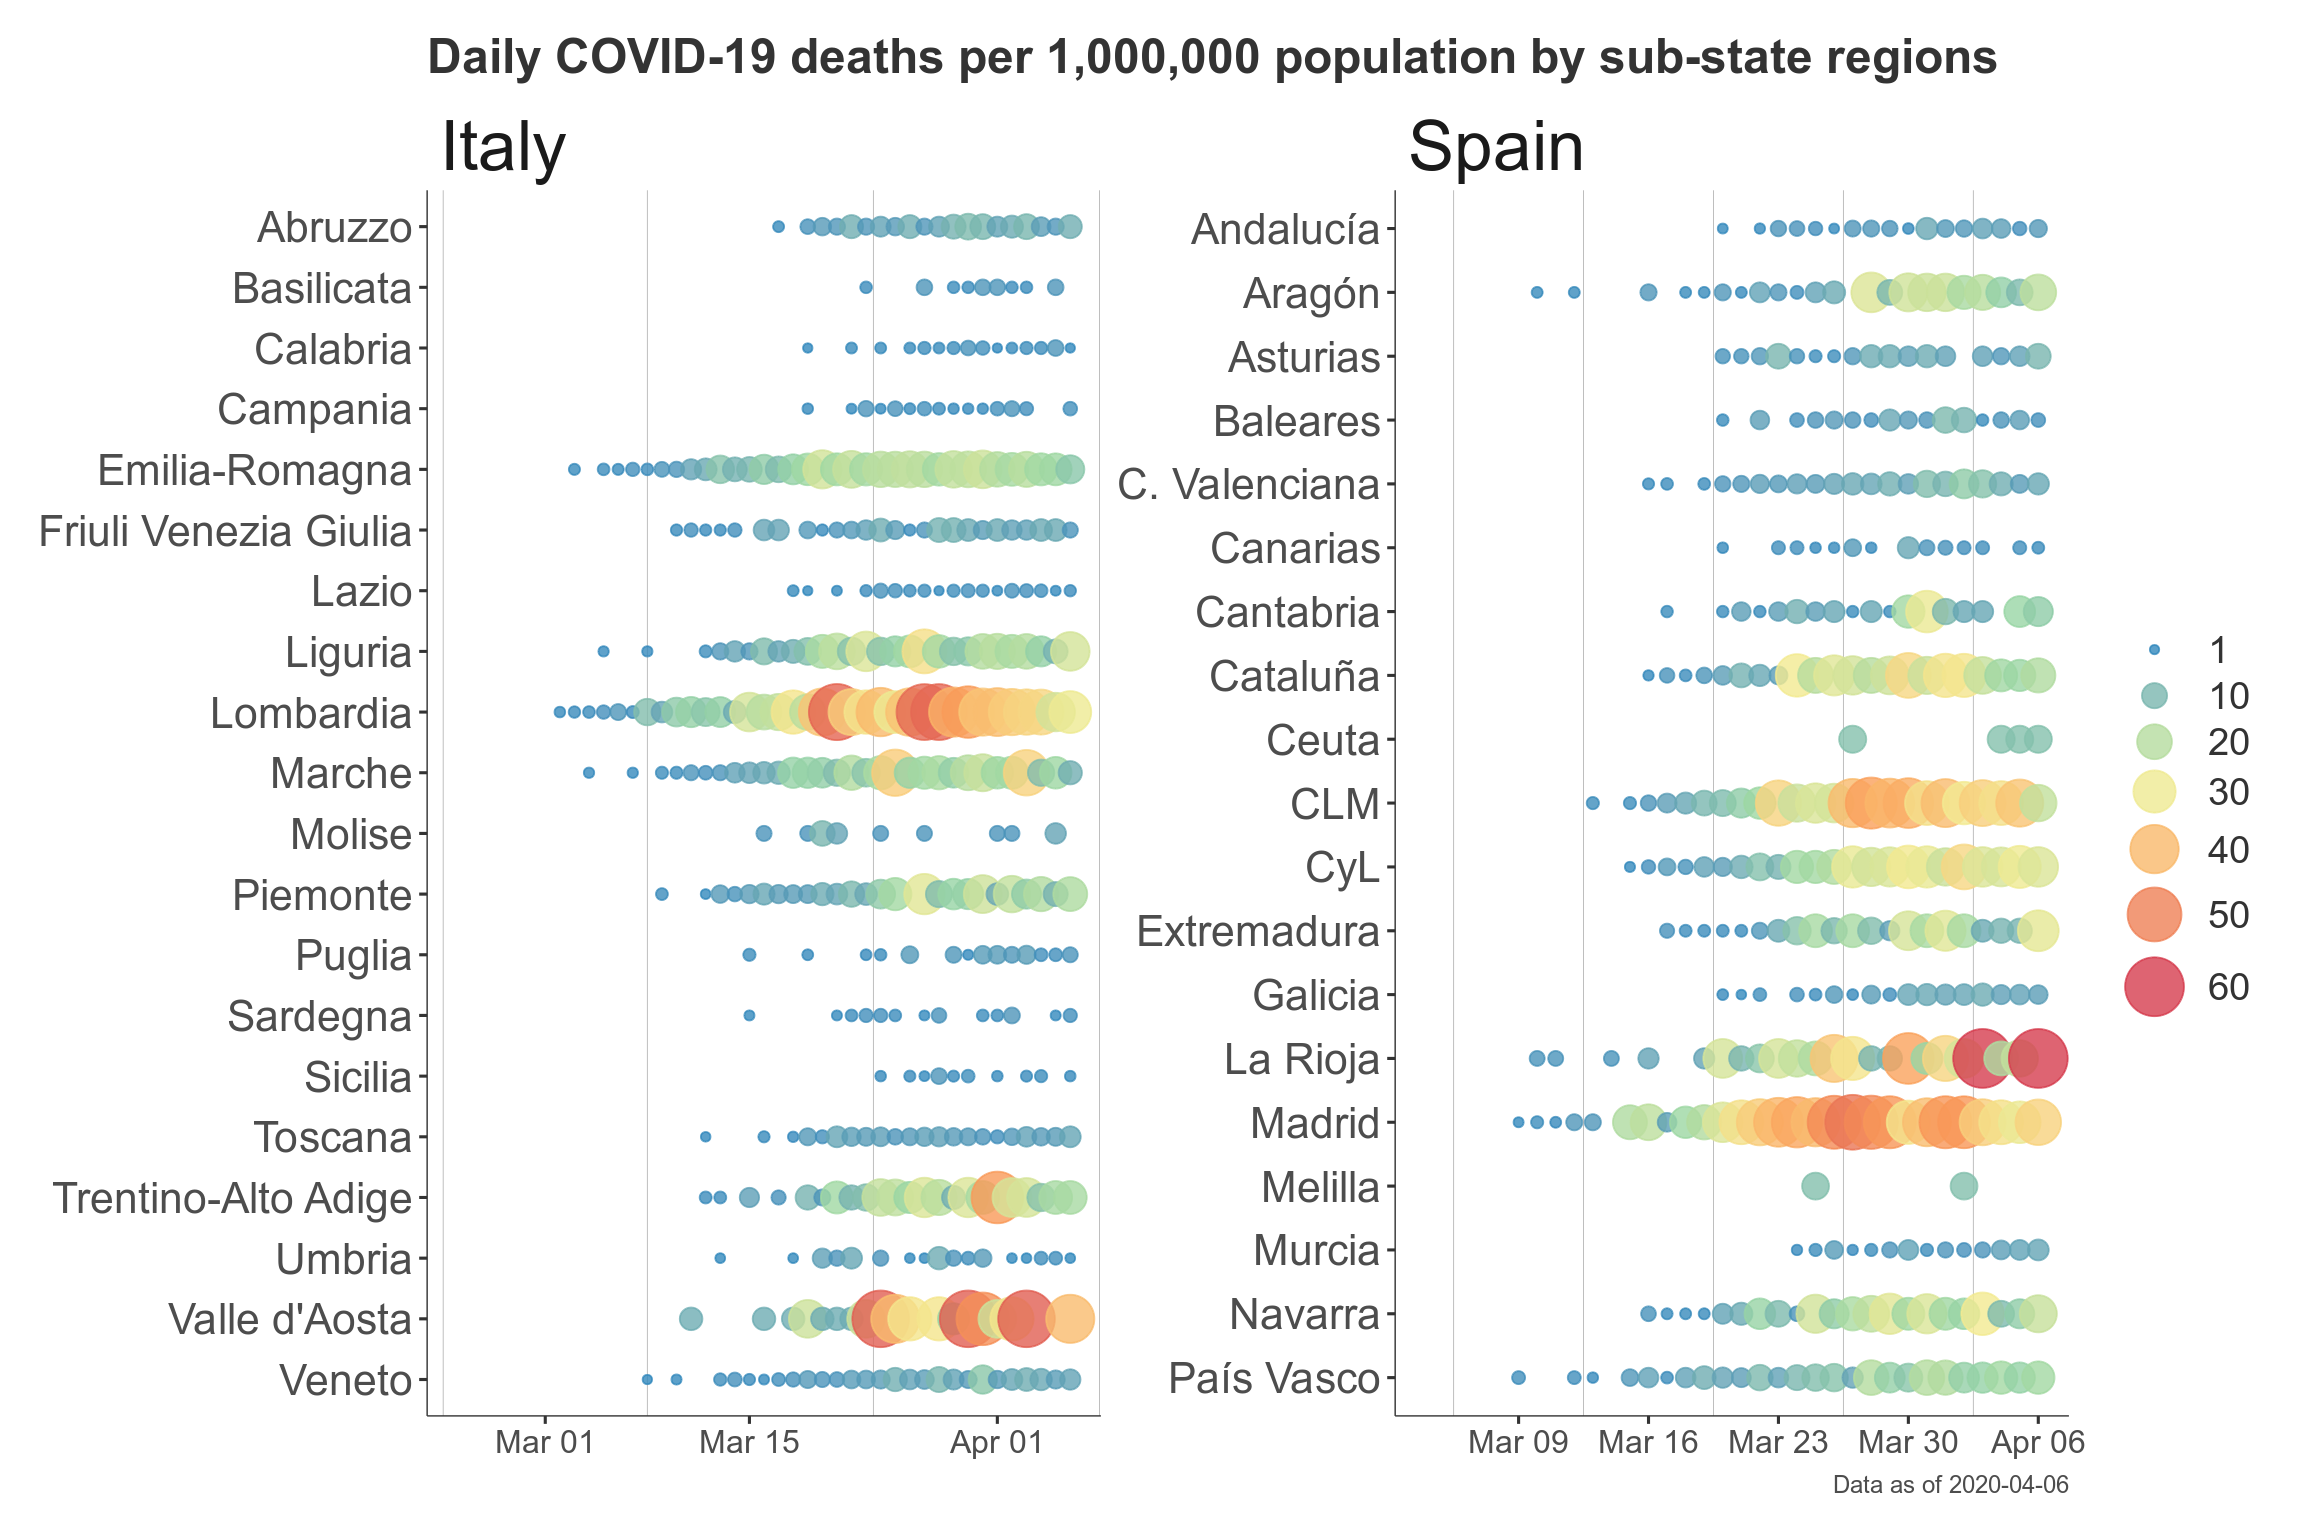 Daily COVID-19 deaths per 1,000,000 population by sub-state regions
Italy
Abruzzo
Basilicata
Calabria
Campania
Emilia-Romagna
Friuli Venezia Giulia
Lazio
Liguria
Lombardia
Marche
Molise
Piemonte
Puglia
Sardegna
Sicilia
Toscana
Trentino-Alto Adige
Umbria
Valle d'Aosta
Veneto
Mar 01 Mar 15 Apr 01
Spain
Andalucía
Aragón
Asturias
Baleares
C. Valenciana
Canarias
Cantabria
Cataluña
Ceuta
CLM
CyL
Extremadura
Galicia
La Rioja
Madrid
Melilla
Murcia
Navarra
País Vasco
Mar 09 Mar 16 Mar 23 Mar 30 Apr 06
1
10
20
30
40
50
60
Data as of 2020-04-06